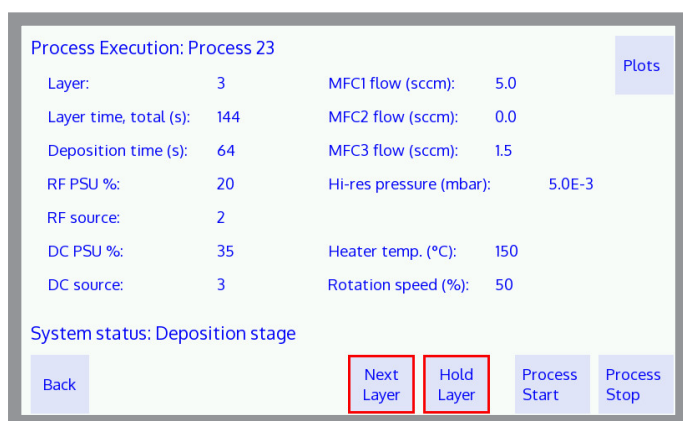 Process Execution: Process 23
Plots
Layer: 3 MFC1 flow (sccm): 5.0
Layer time, total (s): 144 MFC2 flow (sccm): 0.0
Deposition time (s): 64 MFC3 flow (sccm): 1.5
RF PSU %: 20 Hi-res pressure (mbar): 5.0E-3
RF source: 2
DC PSU %: 35 Heater temp. (°C): 150
DC source: 3 Rotation speed (%): 50
System status: Deposition stage
Back
Next
Layer
Hold
Layer
Process
Start
Process
Stop